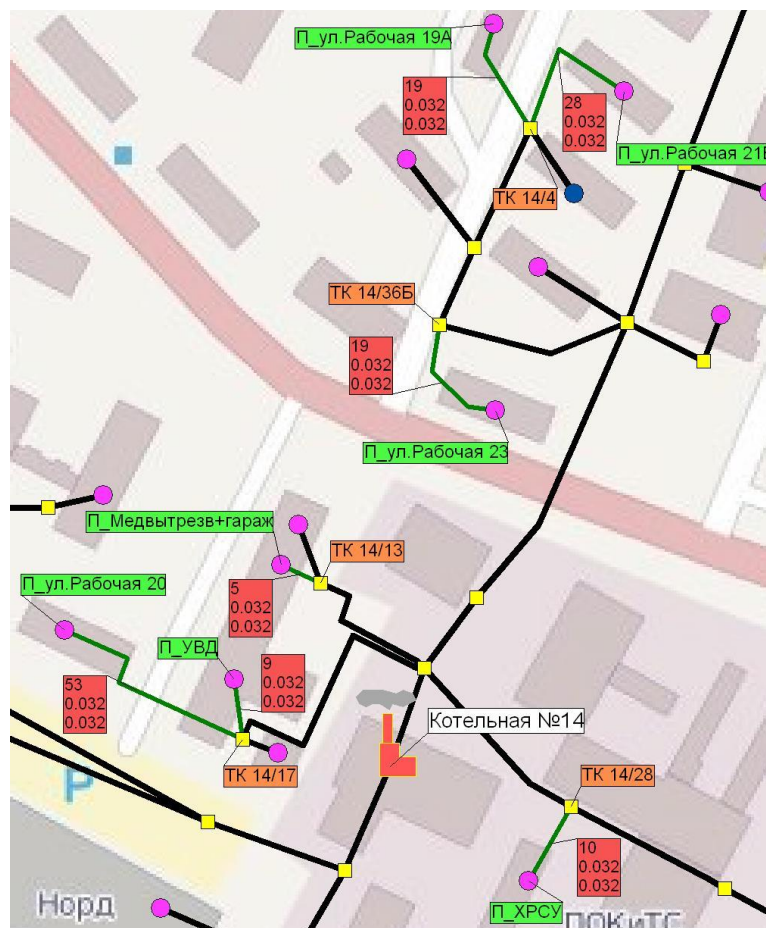 П_ул.Рабочая 19А
19
0.032
0.032
28
0.032
0.032
П_ул.Рабочая 21
ТК 14/4
ТК 14/36Б
19
0.032
0.032
П_ул.Рабочая 23
П_Медвытрезв+гараж
ТК 14/13
П_ул.Рабочая 20
5
0.032
0.032
П_УВД
9
0.032
0.032
53
0.032
0.032
Котельная №14
ТК 14/17
ТК 14/28
P
10
0.032
0.032
Норд
П_ХРСУ